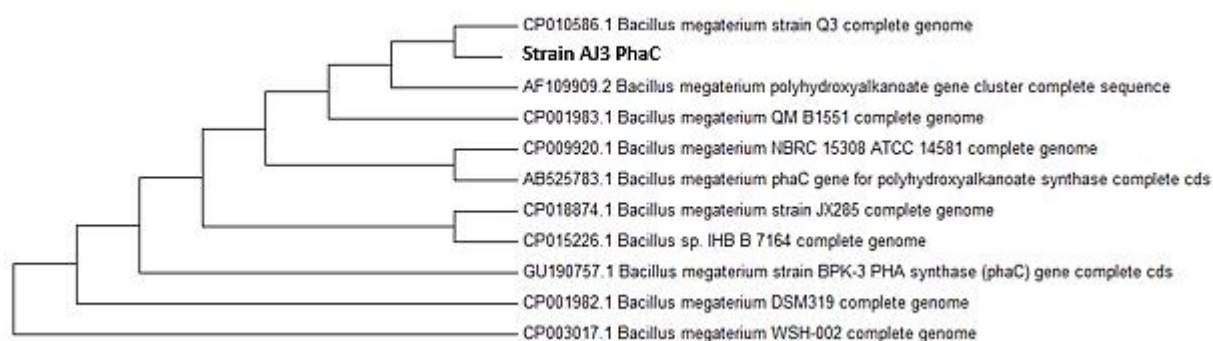 CP010586.1 Bacillus megaterium strain Q3 complete genome
Strain AJ3 PhaC
AF109909.2 Bacillus megaterium polyhydroxyalkanoate gene cluster complete sequence
CP001983.1 Bacillus megaterium QM B1551 complete genome
CP009920.1 Bacillus megaterium NBRC 15308 ATCC 14581 complete genome
AB525783.1 Bacillus megaterium phaC gene for polyhydroxyalkanoate synthase complete cds
CP018874.1 Bacillus megaterium strain JX285 complete genome
CP015226.1 Bacillus sp. IHB B 7164 complete genome
GU190757.1 Bacillus megaterium strain BPK-3 PHA synthase (phaC) gene complete cds
CP001982.1 Bacillus megaterium DSM319 complete genome
CP003017.1 Bacillus megaterium WSH-002 complete genome